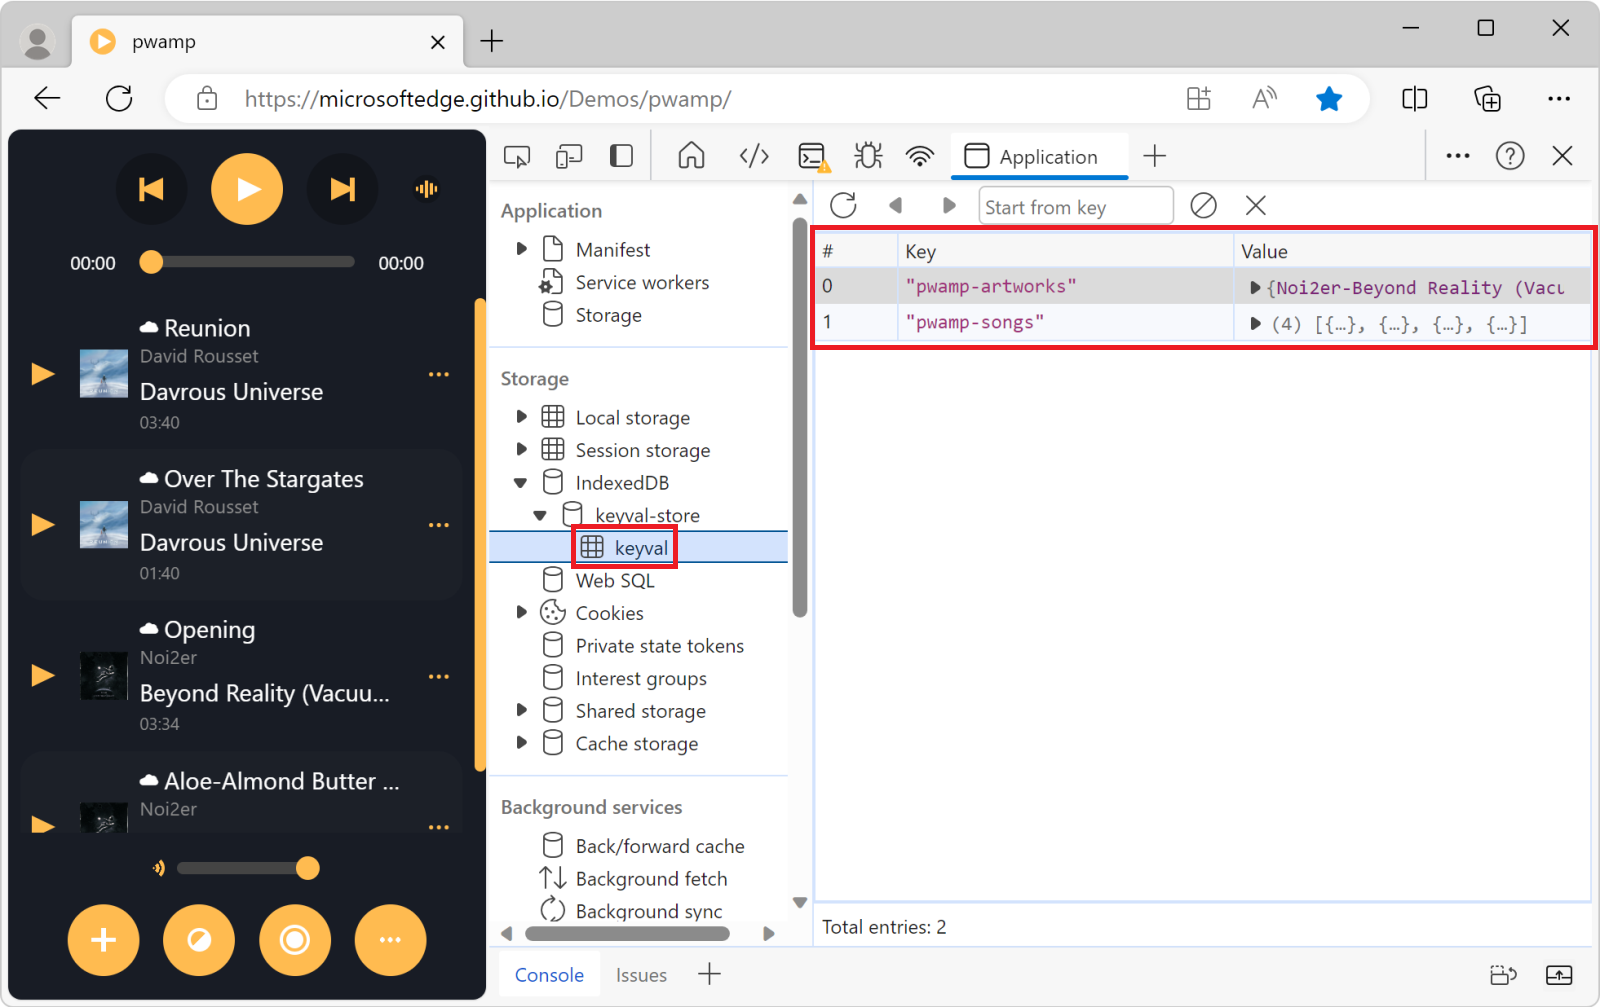 pwamp
https://microsoftedge.github.io/Demos/pwamp/
00:00
00:00
Reunion
David Rousset
Davrous Universe
03:40
Over The Stargates
David Rousset
Davrous Universe
01:40
Opening
Noi2er
Beyond Reality (Vacuu...
03:34
Aloe-Almond Butter ...
Noi2er
Application
Application
Manifest
Service workers
Storage
Storage
Local storage
Session storage
IndexedDB
keyval-store
keyval
Web SQL
Cookies
Private state tokens
Interest groups
Shared storage
Cache storage
Background services
Back/forward cache
Background fetch
Background sync
Start from key
# Key Value
0 "pwamp-artworks" {Noi2er-Beyond Reality (Vacu
1 "pwamp-songs" (4) [{…}, {…}, {…}, {…}]
Total entries: 2
Console Issues